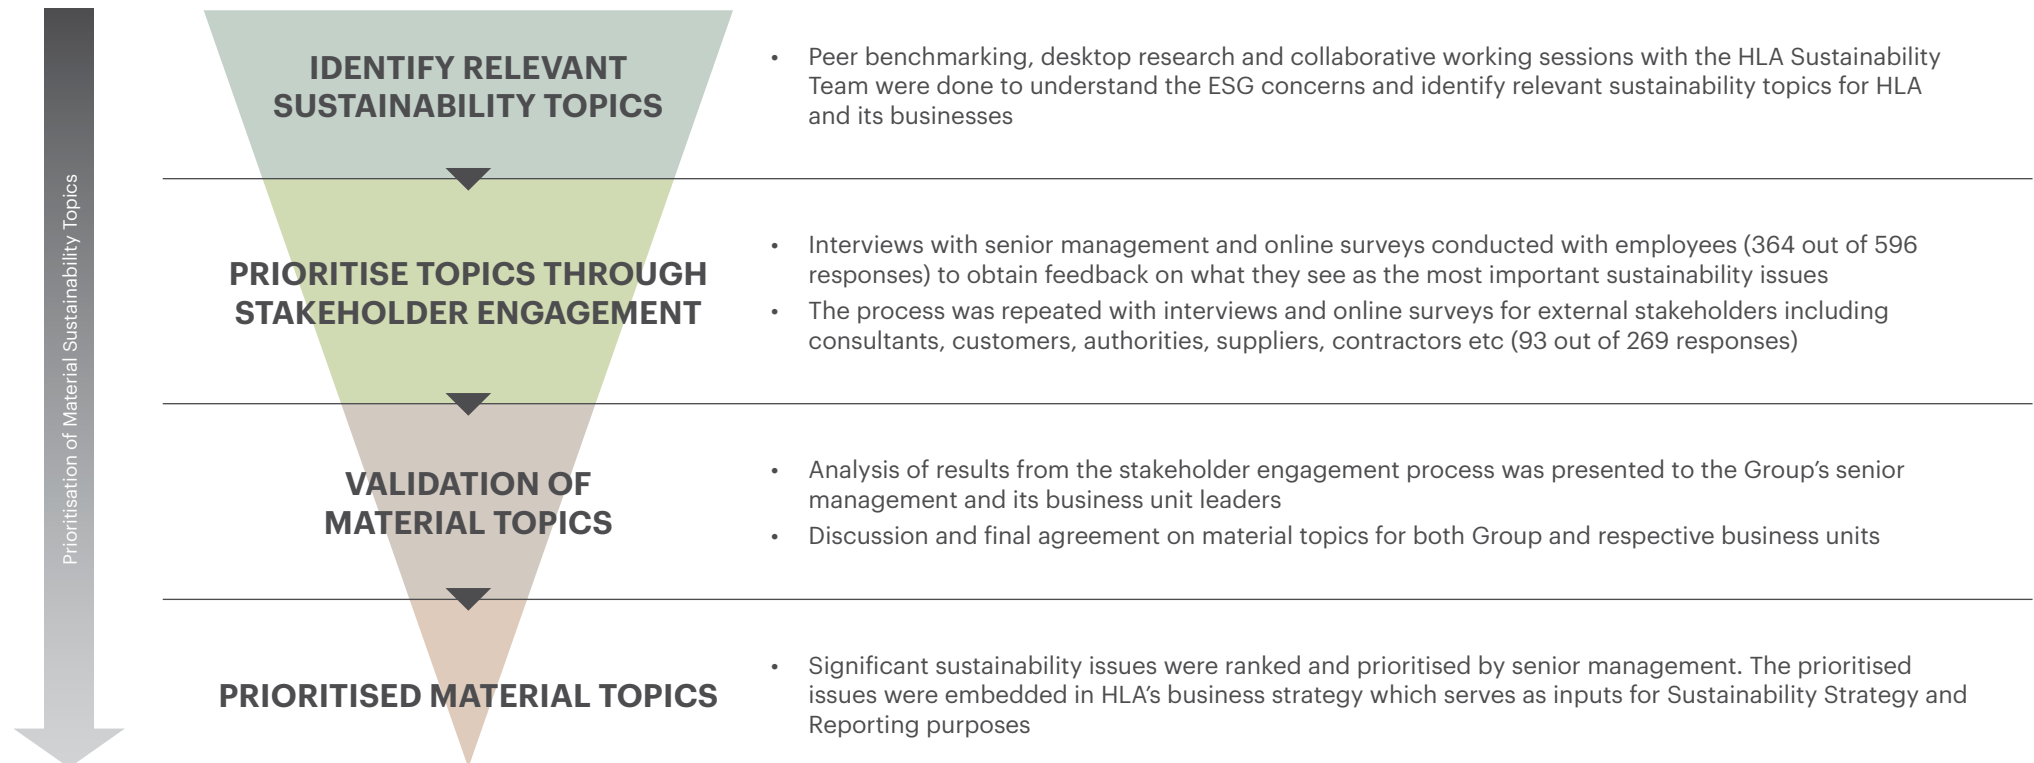 Prioritisation of Material Sustainability Topics
IDENTIFY RELEVANT
SUSTAINABILITY TOPICS
• Peer benchmarking, desktop research and collaborative working sessions with the HLA Sustainability
Team were done to understand the ESG concerns and identify relevant sustainability topics for HLA
and its businesses
PRIORITISE TOPICS THROUGH
STAKEHOLDER ENGAGEMENT
• Interviews with senior management and online surveys conducted with employees (364 out of 596
responses) to obtain feedback on what they see as the most important sustainability issues
• The process was repeated with interviews and online surveys for external stakeholders including
consultants, customers, authorities, suppliers, contractors etc (93 out of 269 responses)
VALIDATION OF
MATERIAL TOPICS
• Analysis of results from the stakeholder engagement process was presented to the Group’s senior
management and its business unit leaders
• Discussion and final agreement on material topics for both Group and respective business units
PRIORITISED MATERIAL TOPICS
• Significant sustainability issues were ranked and prioritised by senior management. The prioritised
issues were embedded in HLA’s business strategy which serves as inputs for Sustainability Strategy and
Reporting purposes